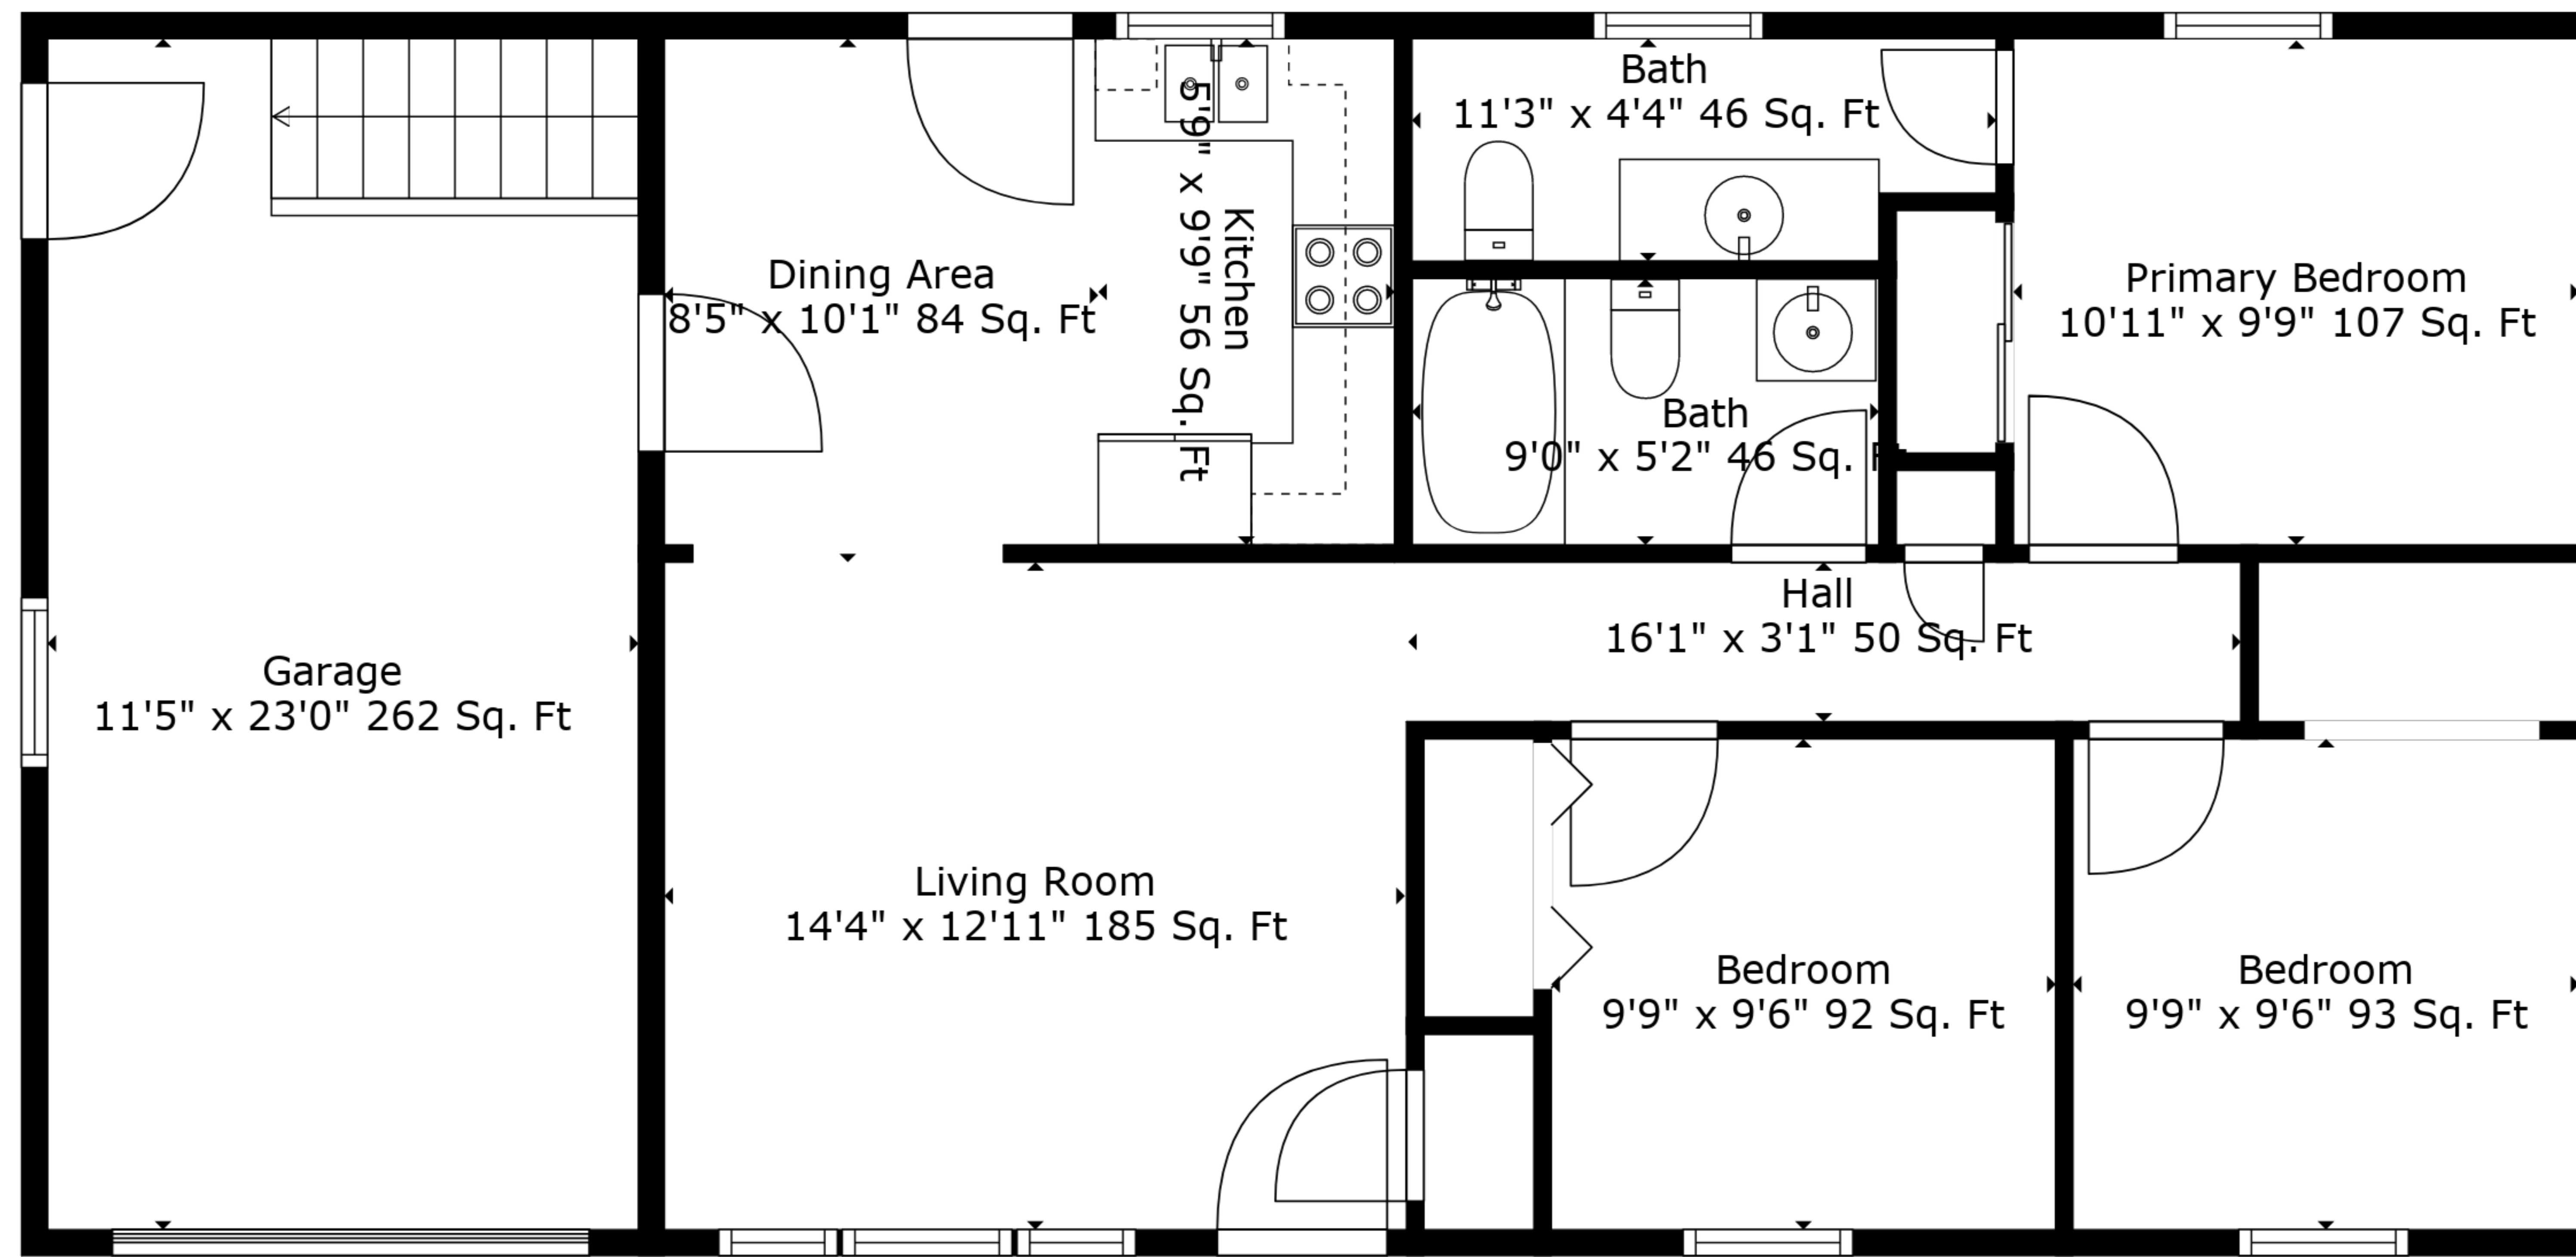 Bath
11'3" x 4'4" 46 Sq. Ft
Dining Area
8'5" x 10'1" 84 Sq. Ft
Kitchen
5'9" x 9'9" 56 Sq. Ft
Primary Bedroom
10'11" x 9'9" 107 Sq. Ft
Bath
9'0" x 5'2" 46 Sq. Ft
Hall
16'1" x 3'1" 50 Sq. Ft
Garage
11'5" x 23'0" 262 Sq. Ft
Living Room
14'4" x 12'11" 185 Sq. Ft
Bedroom
9'9" x 9'6" 92 Sq. Ft
Bedroom
9'9" x 9'6" 93 Sq. Ft